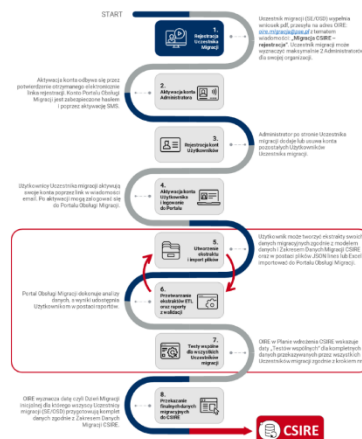 START
1.
Rejestracja
Uczestnika
Migracji
Uczestnik migracji (SE/OSD) wypełnia
wniosek pdf, przesyła na adres OIRE:
oire.migracja@pse.pl z tematem
wiadomości: „Migracja CSIRE -
rejestracja”. Uczestnik migracji może
wyznaczyć maksymalnie 2 Administratorów
dla swojej organizacji.
Aktywacja konta odbywa się przez
potwierdzenie otrzymanego elektronicznie
linka rejestracji. Konto Portalu Obsługi
Migracji jest zabezpieczone hasłem
i poprzez aktywację SMS.
2.
Aktywacja konta
Administratora
3.
Rejestracja kont
Użytkowników
Administrator po stronie Uczestnika
migracji dodaje lub usuwa konta
pozostałych Użytkowników
Uczestnika migracji.
Użytkownicy Uczestnika migracji aktywują
swoje konta poprzez link w wiadomości
email. Po aktywacji mogą zalogować się
do Portalu Obsługi Migracji.
4.
Aktywacja konta
Użytkownika
i logowanie
do Portalu
5.
Utworzenie
ekstraktu
i import plików
Użytkownik może tworzyć ekstrakty swoich
danych migracyjnych zgodnie z modelem
danych i Zakresem Danych Migracji CSIRE
oraz w postaci plików JSON lines lub Excel
importować do Portalu Obsługi Migracji.
Portal Obsługi Migracji dokonuje analizy
danych, a wyniki udostępnia
Użytkownikom w postaci raportów.
6.
Przetwarzanie
ekstraktów ETL
oraz raporty
z walidacji
7.
Testy wspólne
dla wszystkich
Uczestników
migracji
OIRE w Planie wdrożenia CSIRE wskazuje
datę „Testów wspólnych” dla kompletnych
danych przekazywanych przez wszystkich
Uczestników migracji zgodnie z
OIRE wyznacza datę czyli Dzień Migracji
Inicjalnej dla którego wszyscy Uczestnicy
migracji (SE/OSD) przygotowują komplet
danych zgodnie z Zakresem Danych
Migracji CSIRE.
8.
Przekazanie
finalnych danych
migracyjnych
do CSIRE
CSIRE